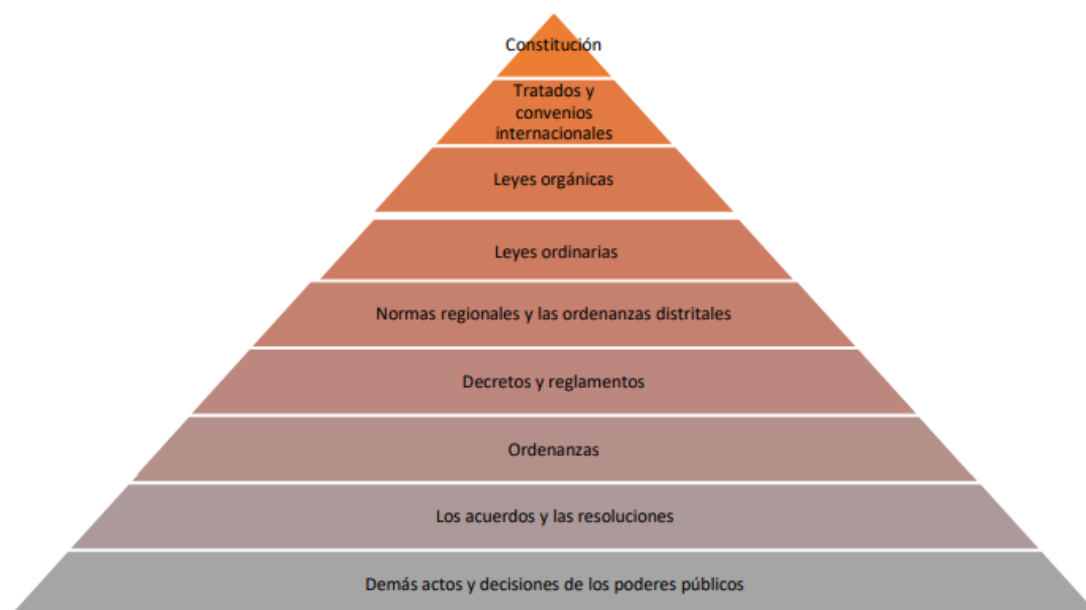 Constitución
Tratados y
convenios
internacionales
Leyes orgánicas
Leyes ordinarias
Normas regionales y las ordenanzas distritales
Decretos y reglamentos
Ordenanzas
Los acuerdos y las resoluciones
Demás actos y decisiones de los poderes públicos